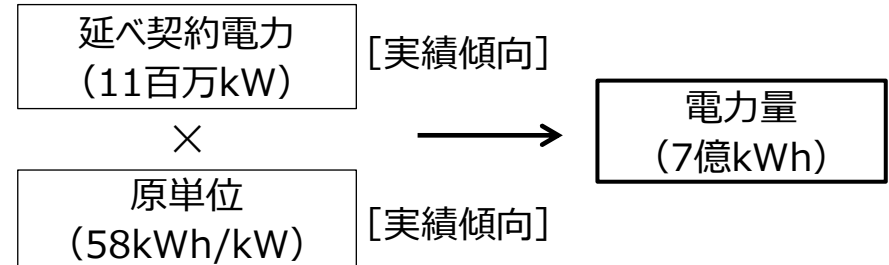 延べ契約電力
（11百万kW）
［実績傾向］
×
原単位
（58kWh/kW）
［実績傾向］
電力量
（7億kWh）